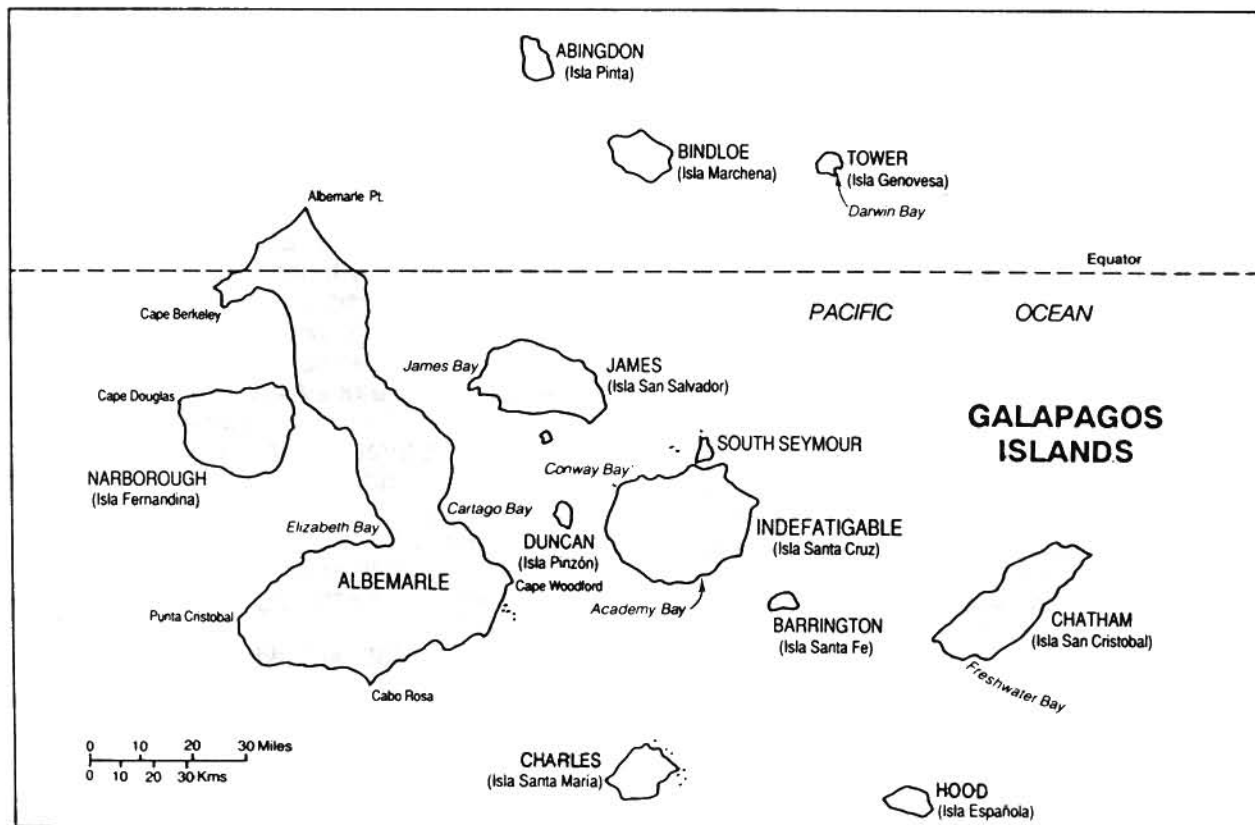 ABINGDON
(Isla Pinta)
BINDLOE
(Isla Marchena)
TOWER
(Isla Genovesa)
Darwin Bay
Albemarle Pt.
Equator
Cape Berkeley
PACIFIC OCEAN
James Bay
JAMES
(Isla San Salvador)
Cape Douglas
GALAPAGOS
ISLANDS
SOUTH SEYMOUR
Conway Bay
NARBOROUGH
(Isla Fernandina)
Cartago Bay
Elizabeth Bay
DUNCAN
(Isla Pinzón)
INDEFATIGABLE
(Isla Santa Cruz)
ALBEMARLE
Cape Woodford
Academy Bay
Punta Cristobal
BARRINGTON
(Isla Santa Fe)
CHATHAM
(Isla San Cristobal)
Freshwater Bay
Cabo Rosa
0 10 20 30 Miles
0 10 20 30 Kms
CHARLES
(Isla Santa María)
HOOD
(Isla Española)